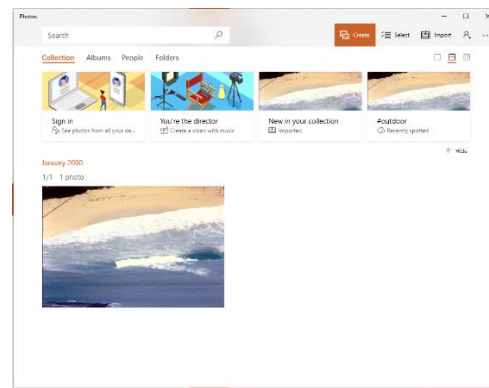 Photos
Search
Create
Select
Import
Collection
Albums
People
Folders
Sign in
See photos from all your de...
You're the director
Create a video with music
New in your collection
Imported
#outdoor
Recently spotted
Hide
January 2000
1/1 1 photo